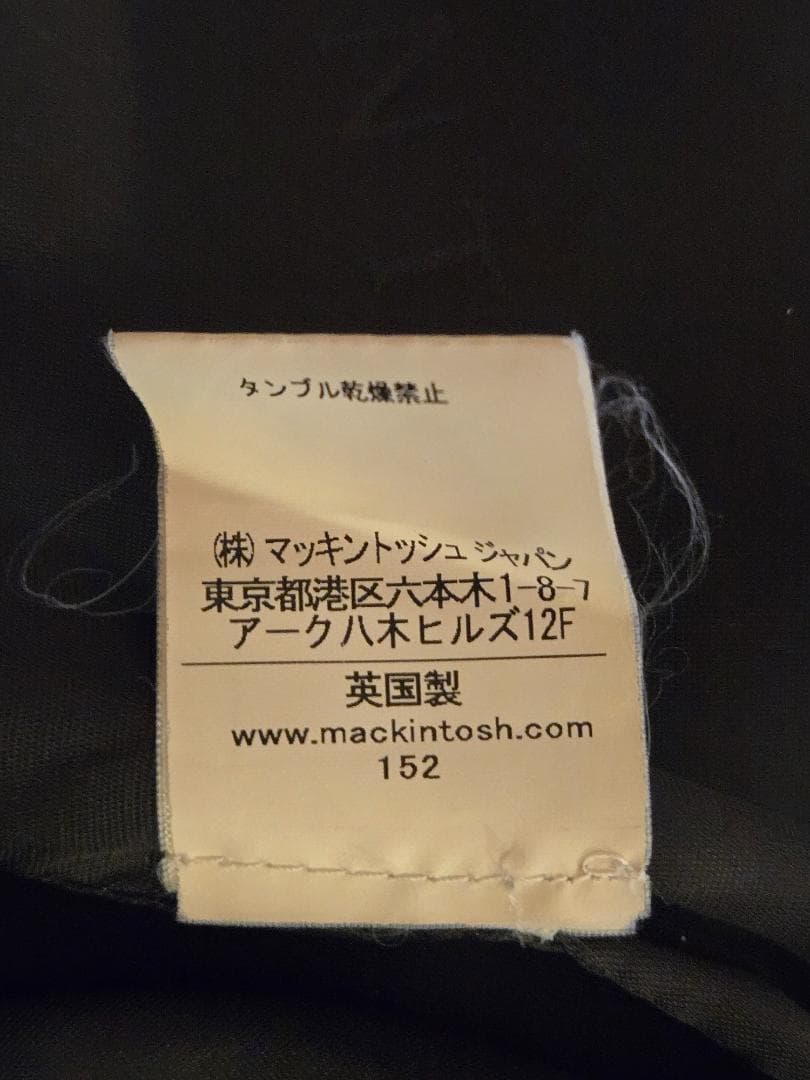 タンブル乾燥禁止
(株)マッキントッシュジャパン
東京都港区六本木1-8-7
アーク八木ヒルズ12F
英国製
www.mackintosh.com
152